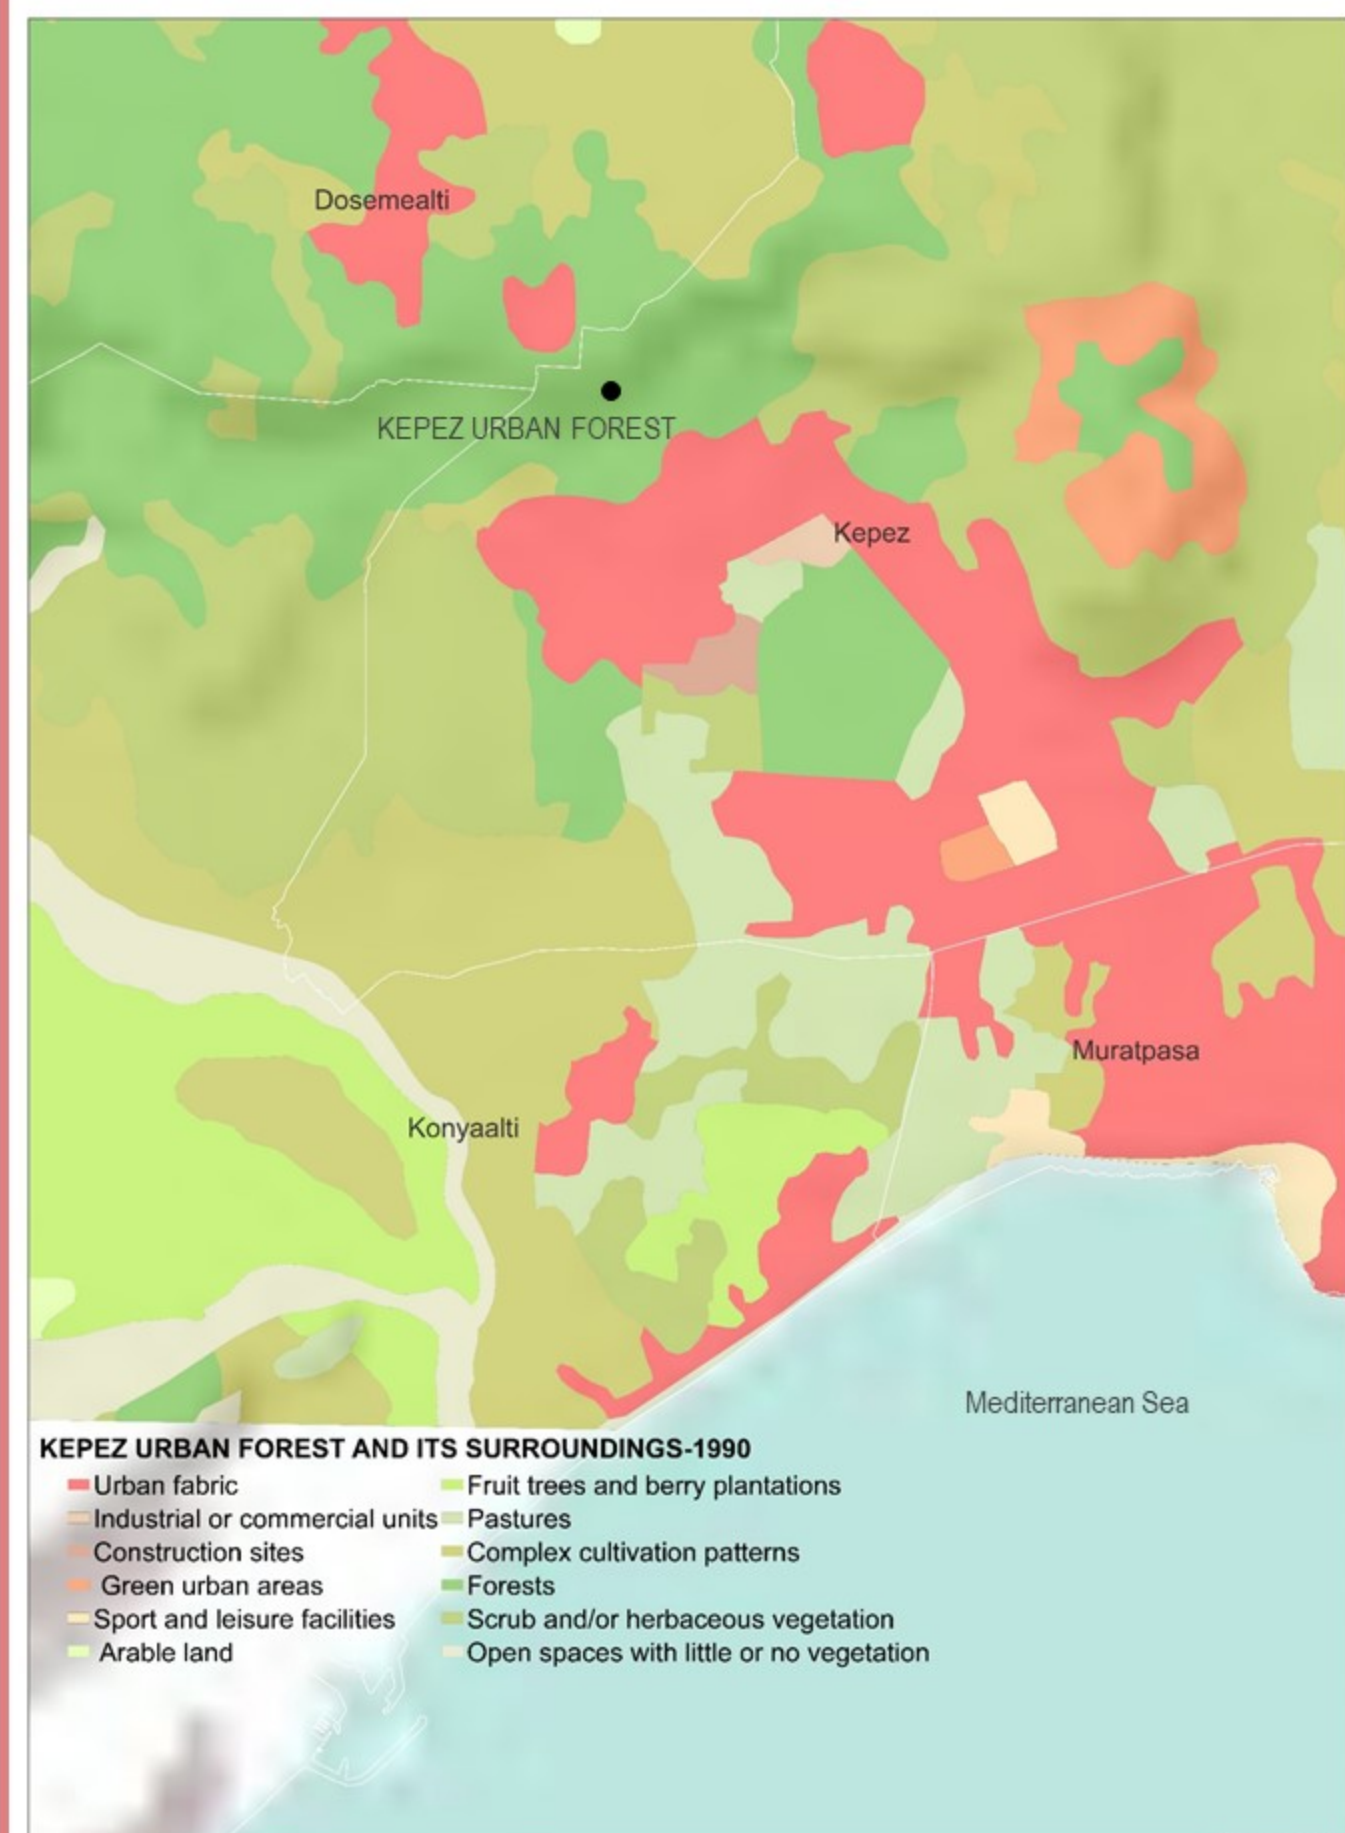 Dosemealti
KEPEZ URBAN FOREST
Kepez
Muratpasa
Konyaalti
Mediterranean Sea
KEPEZ URBAN FOREST AND ITS SURROUNDINGS-1990
Urban fabric
Industrial or commercial units
Construction sites
Green urban areas
Sport and leisure facilities
Arable land
Fruit trees and berry plantations
Pastures
Complex cultivation patterns
Forests
Scrub and/or herbaceous vegetation
Open spaces with little or no vegetation